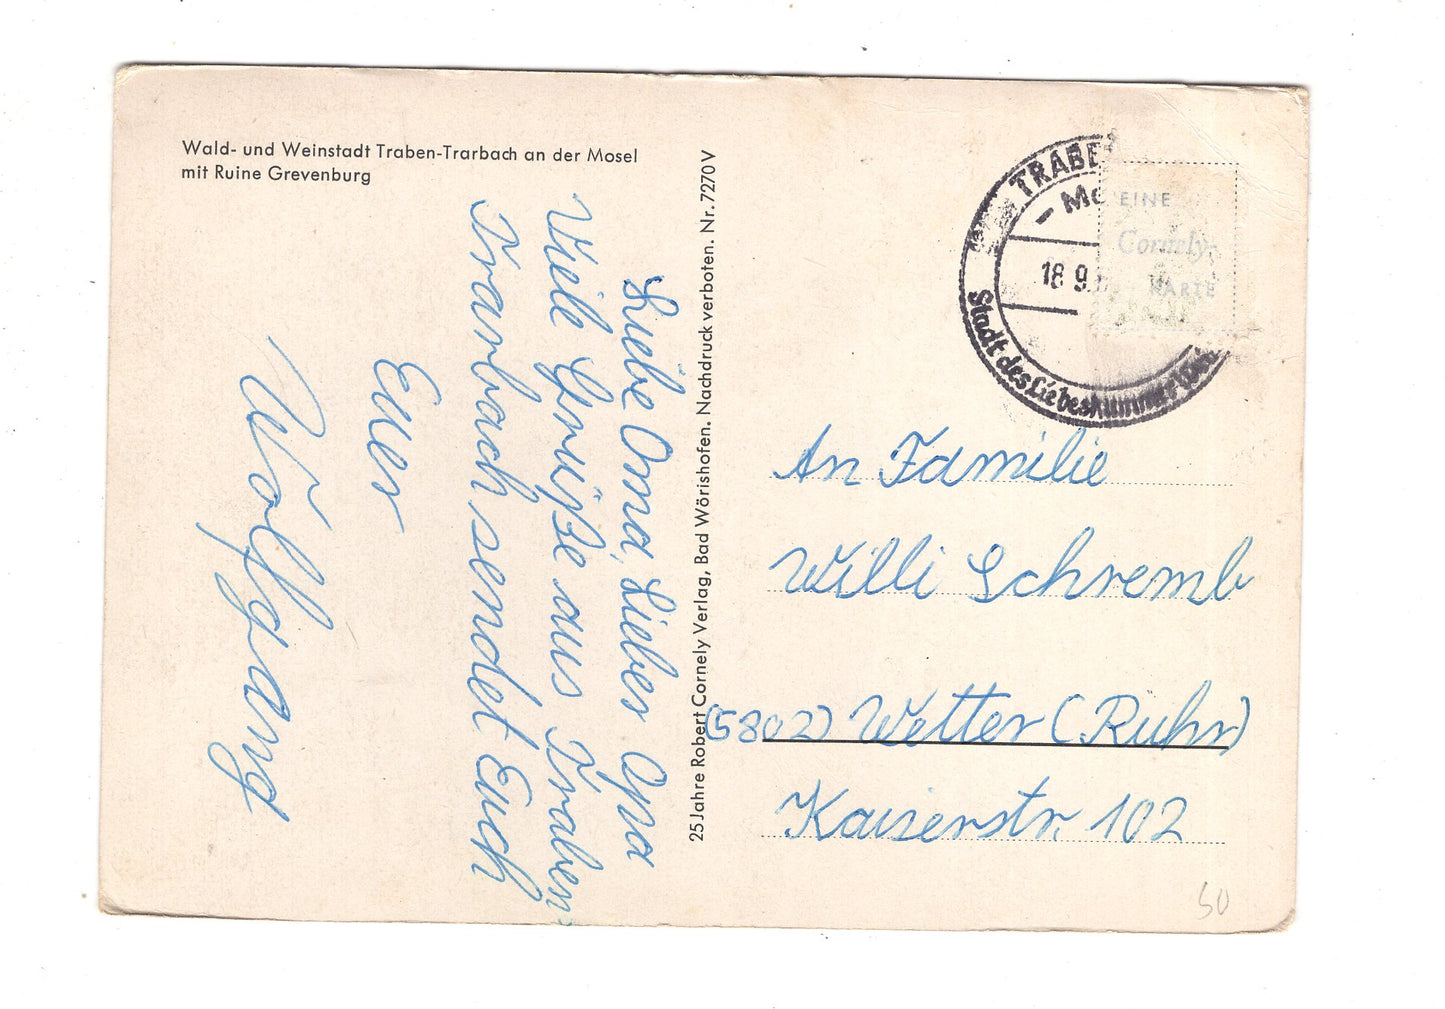 Wald- und Weinstadt Traben-Trarbach an der Mosel
mit Ruine Grevenburg
Liebe Oma, Lieber Opa
Viele Grüße aus Traben-
Trarbach sendet Euch
Euer
Wolfgang
25 Jahre Robert Cornely Verlag, Bad Wörishofen. Nachdruck verboten. Nr. 7270 V
TRABE
- Mo
18 9.
Stadt des Liebeskummer
EINE
Cornely-
KARTE
An Familie
Willi Schremb
(5802) Wetter (Ruhr)
Kaiserstr. 102
50